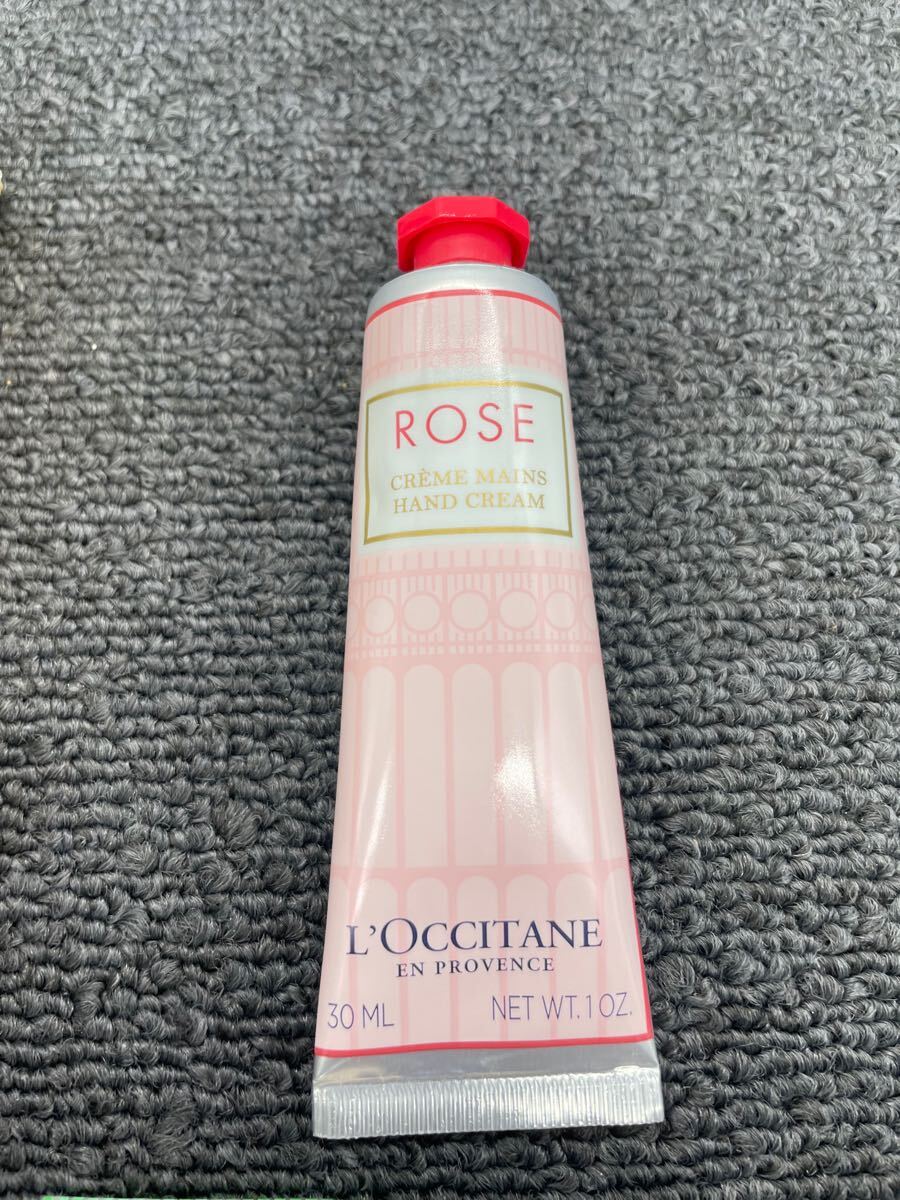 ROSE
CRÈME MAINS
HAND CREAM
L'OCCITANE
EN PROVENCE
30 ML NET WT. 1 OZ.